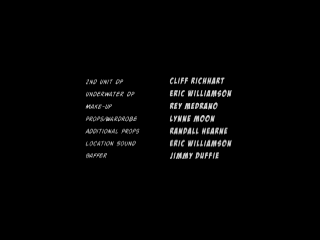 2ND UNIT DP CLIFF RICHHART
UNDERWATER DP ERIC WILLIAMSON
MAKE-UP REY MEDRANO
PROPS/WARDROBE LYNNE MOON
ADDITIONAL PROPS RANDALL HEARNE
LOCATION SOUND ERIC WILLIAMSON
GAFFER JIMMY DUFFIE